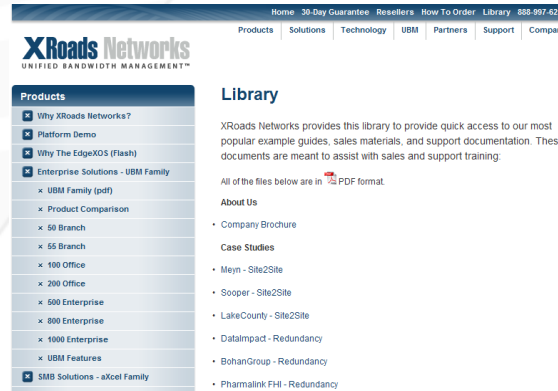 Home 30-Day Guarantee Resellers How To Order Library 888-997-62
Products Solutions Technology UBM Partners Support Compan
XRoads Networks
UNIFIED BANDWIDTH MANAGEMENT™
Products
Why XRoads Networks?
Platform Demo
Why The EdgeXOS (Flash)
Enterprise Solutions - UBM Family
UBM Family (pdf)
Product Comparison
50 Branch
55 Branch
100 Office
200 Office
500 Enterprise
800 Enterprise
1000 Enterprise
UBM Features
SMB Solutions - aXcel Family
Library
XRoads Networks provides this library to provide quick access to our most
popular example guides, sales materials, and support documentation. Thes
documents are meant to assist with sales and support training:
All of the files below are in PDF format.
About Us
• Company Brochure
Case Studies
• Meyn - Site2Site
• Sooper - Site2Site
• LakeCounty - Site2Site
• DataImpact - Redundancy
• BohanGroup - Redundancy
• Pharmalink FHI - Redundancy